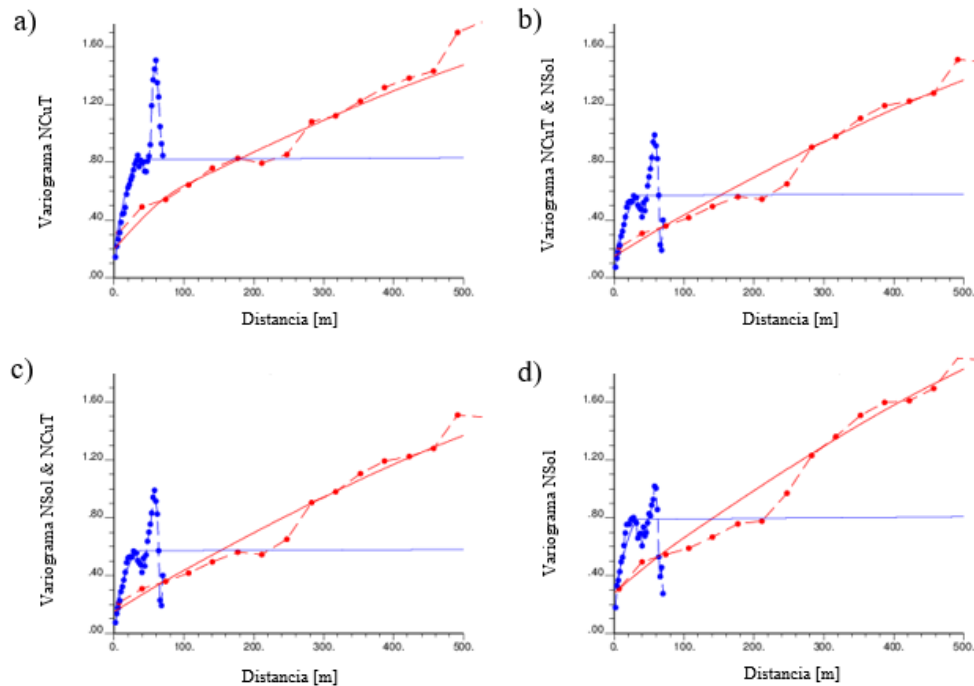 a)
Variograma NCuT
1.60
1.20
.80
.40
.00
0. 100. 200. 300. 400. 500.
Distancia [m]
b)
Variograma NCuT & NSol
1.60
1.20
.80
.40
.00
0. 100. 200. 300. 400. 500.
Distancia [m]
c)
Variograma NSol & NCuT
1.60
1.20
.80
.40
.00
0. 100. 200. 300. 400. 500.
Distancia [m]
d)
Variograma NSol
1.60
1.20
.80
.40
.00
0. 100. 200. 300. 400. 500.
Distancia [m]